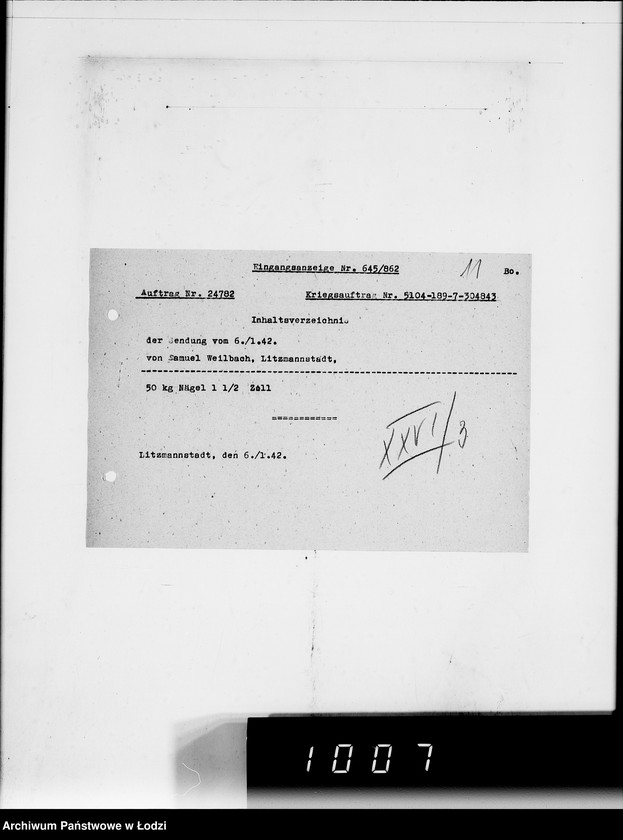 Eingangsanzeige Nr. 645/862
11
Bo.
Auftrag Nr. 24782
Kriegsauftrag Nr. 5104-189-7-304843
Inhaltsverzeichnis
der Sendung vom 6./1.42.
von Samuel Weilbach, Litzmannstadt,
50 kg Nägel 1 1/2 Zoll
============
Litzmannstadt, den 6./1.42.
XXVI/3
1007
Archiwum Państwowe w Łodzi